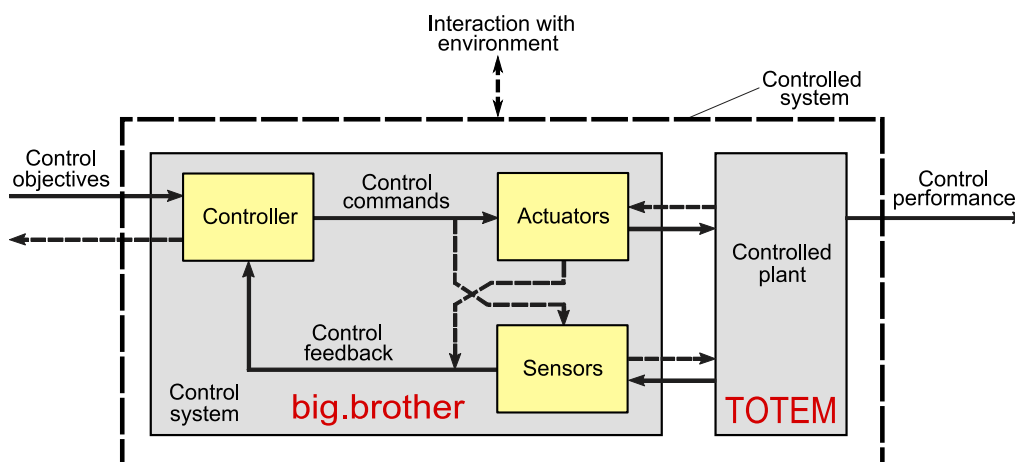 Interaction with
environment
Controlled
system
Control
objectives
Control
commands
Controller
Actuators
Control
performance
Controlled
plant
Control
feedback
Sensors
Control
system
big.brother
TOTEM